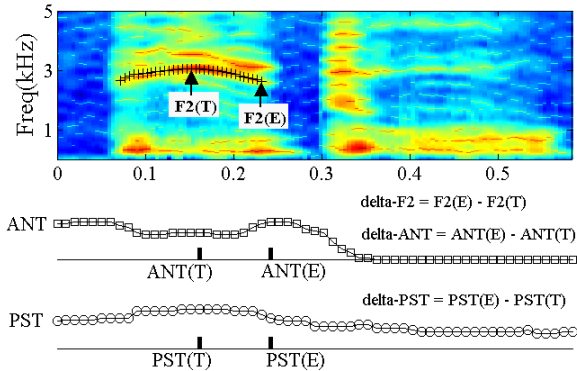 5
Freq(kHz)
3
1
F2(T)
F2(E)
0
0.1
0.2
0.3
0.4
0.5
delta-F2 = F2(E) - F2(T)
ANT
delta-ANT = ANT(E) - ANT(T)
ANT(T)
ANT(E)
PST
delta-PST = PST(E) - PST(T)
PST(T)
PST(E)